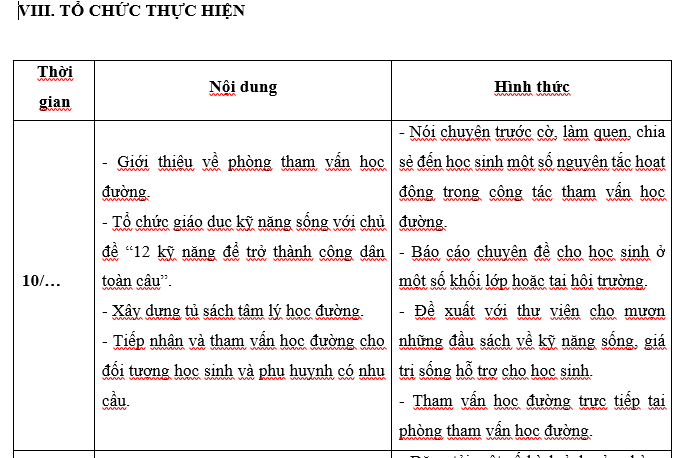 VIII. TỔ CHỨC THỰC HIỆN
Thời
gian
Nội dung
Hình thức
10/…
- Giới thiệu về phòng tham vấn học
đường.
- Tổ chức giáo dục kỹ năng sống với chủ
đề “12 kỹ năng để trở thành công dân
toàn cầu”.
- Xây dựng tủ sách tâm lý học đường.
- Tiếp nhận và tham vấn học đường cho
đối tượng học sinh và phụ huynh có nhu
cầu.
- Nói chuyện trước cờ, làm quen, chia
sẻ đến học sinh một số nguyên tắc hoạt
động trong công tác tham vấn học
đường.
- Báo cáo chuyên đề cho học sinh ở
một số khối lớp hoặc tại hội trường.
- Đề xuất với thư viện cho mượn
những đầu sách về kỹ năng sống, giá
trị sống hỗ trợ cho học sinh.
- Tham vấn học đường trực tiếp tại
phòng tham vấn học đường.